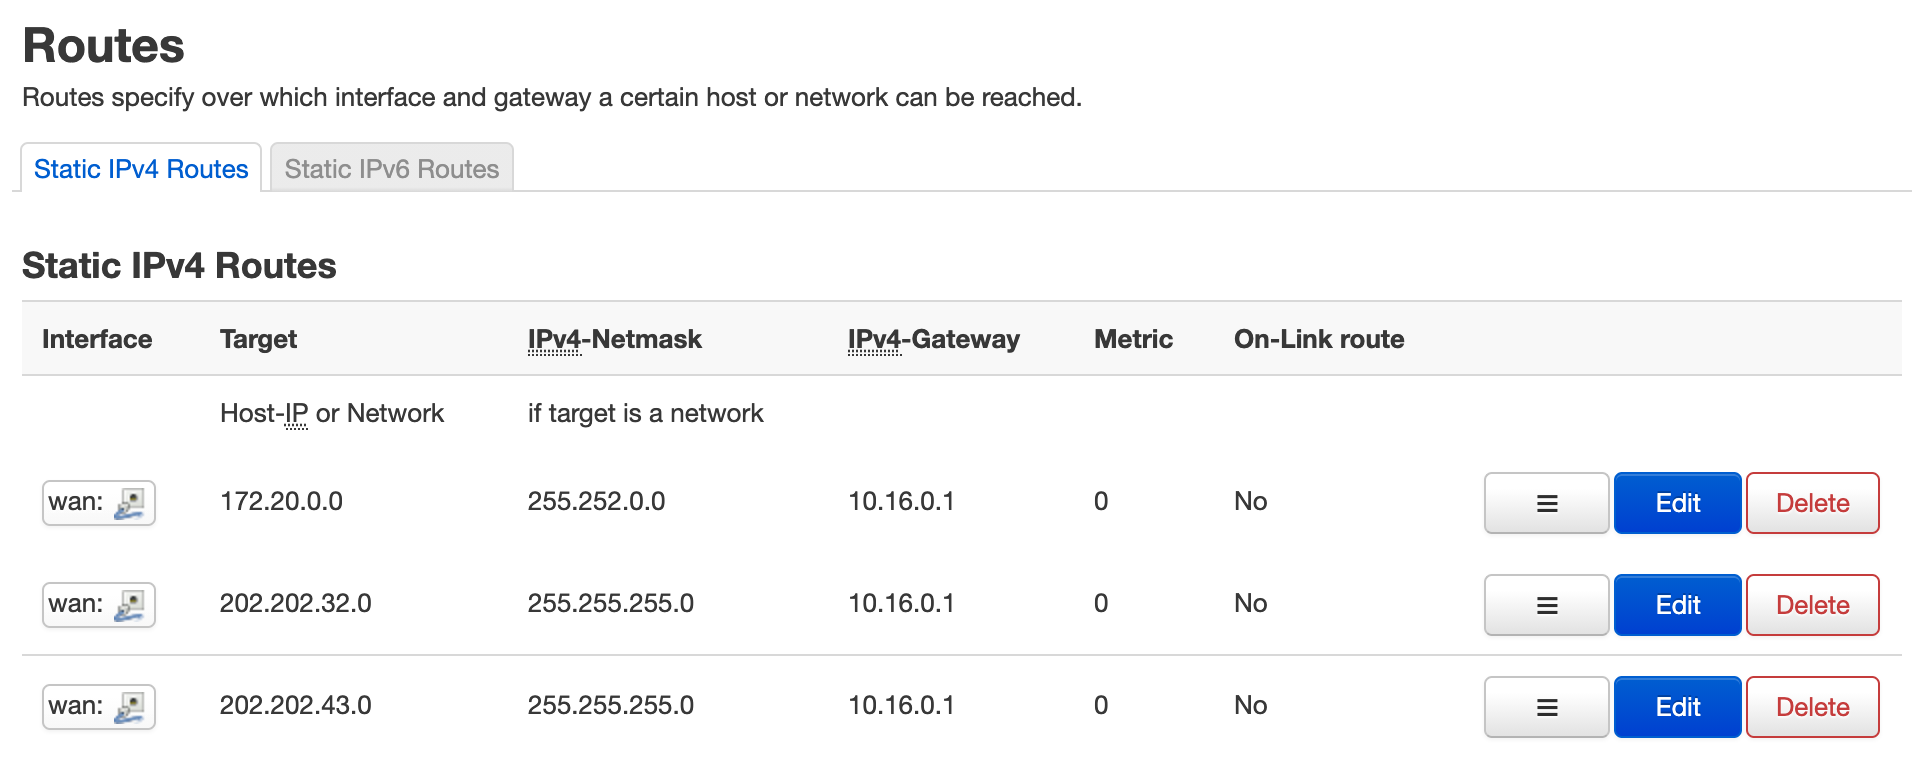 Routes
Routes specify over which interface and gateway a certain host or network can be reached.
Static IPv4 Routes Static IPv6 Routes
Static IPv4 Routes
Interface Target IPv4-Netmask IPv4-Gateway Metric On-Link route
Host-IP or Network if target is a network
wan: 172.20.0.0 255.252.0.0 10.16.0.1 0 No Edit Delete
wan: 202.202.32.0 255.255.255.0 10.16.0.1 0 No Edit Delete
wan: 202.202.43.0 255.255.255.0 10.16.0.1 0 No Edit Delete